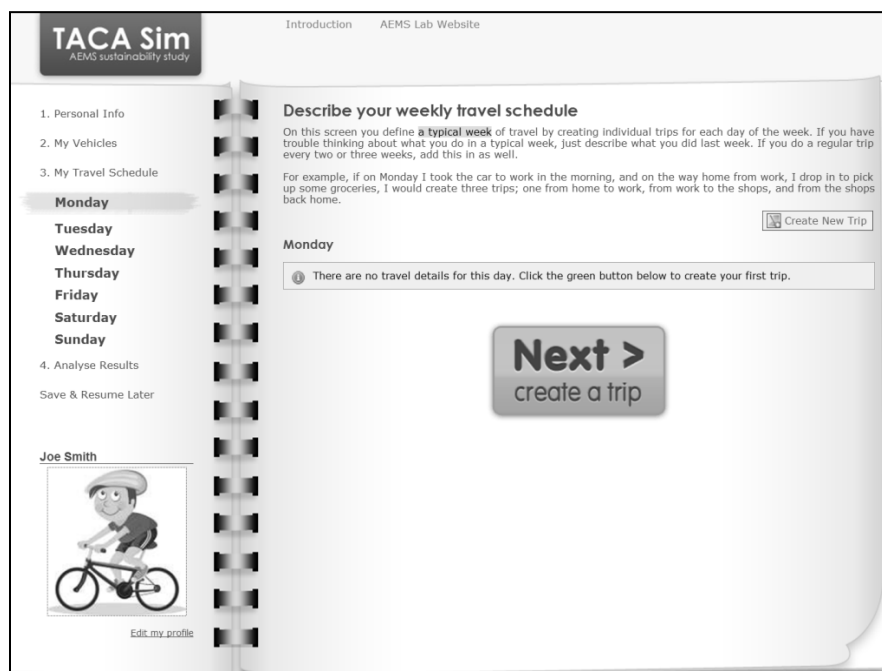 TACA Sim
AEMS sustainability study
Introduction
AEMS Lab Website
1. Personal Info
2. My Vehicles
3. My Travel Schedule
Monday
Tuesday
Wednesday
Thursday
Friday
Saturday
Sunday
4. Analyse Results
Save & Resume Later
Joe Smith
Edit my profile
Describe your weekly travel schedule
On this screen you define a typical week of travel by creating individual trips for each day of the week. If you have
trouble thinking about what you do in a typical week, just describe what you did last week. If you do a regular trip
every two or three weeks, add this in as well.
For example, if on Monday I took the car to work in the morning, and on the way home from work, I drop in to pick
up some groceries, I would create three trips; one from home to work, from work to the shops, and from the shops
back home.
Create New Trip
Monday
There are no travel details for this day. Click the green button below to create your first trip.
Next >
create a trip